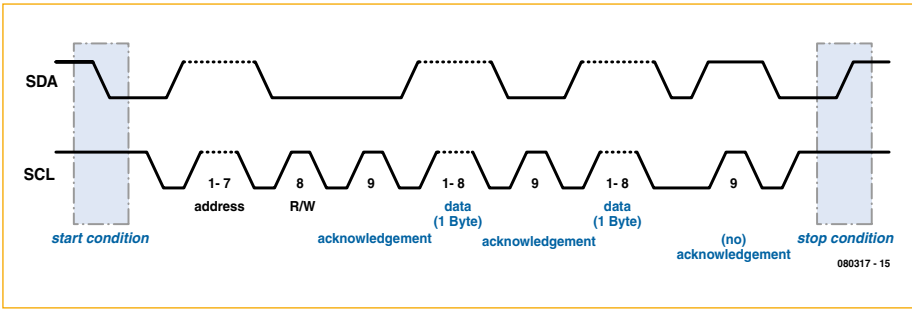 SDA
SCL
1- 7
8
9
1- 8
9
1- 8
9
address
R/W
data
(1 Byte)
data
(1 Byte)
start condition
acknowledgement
acknowledgement
(no)
acknowledgement
stop condition
080317 - 15